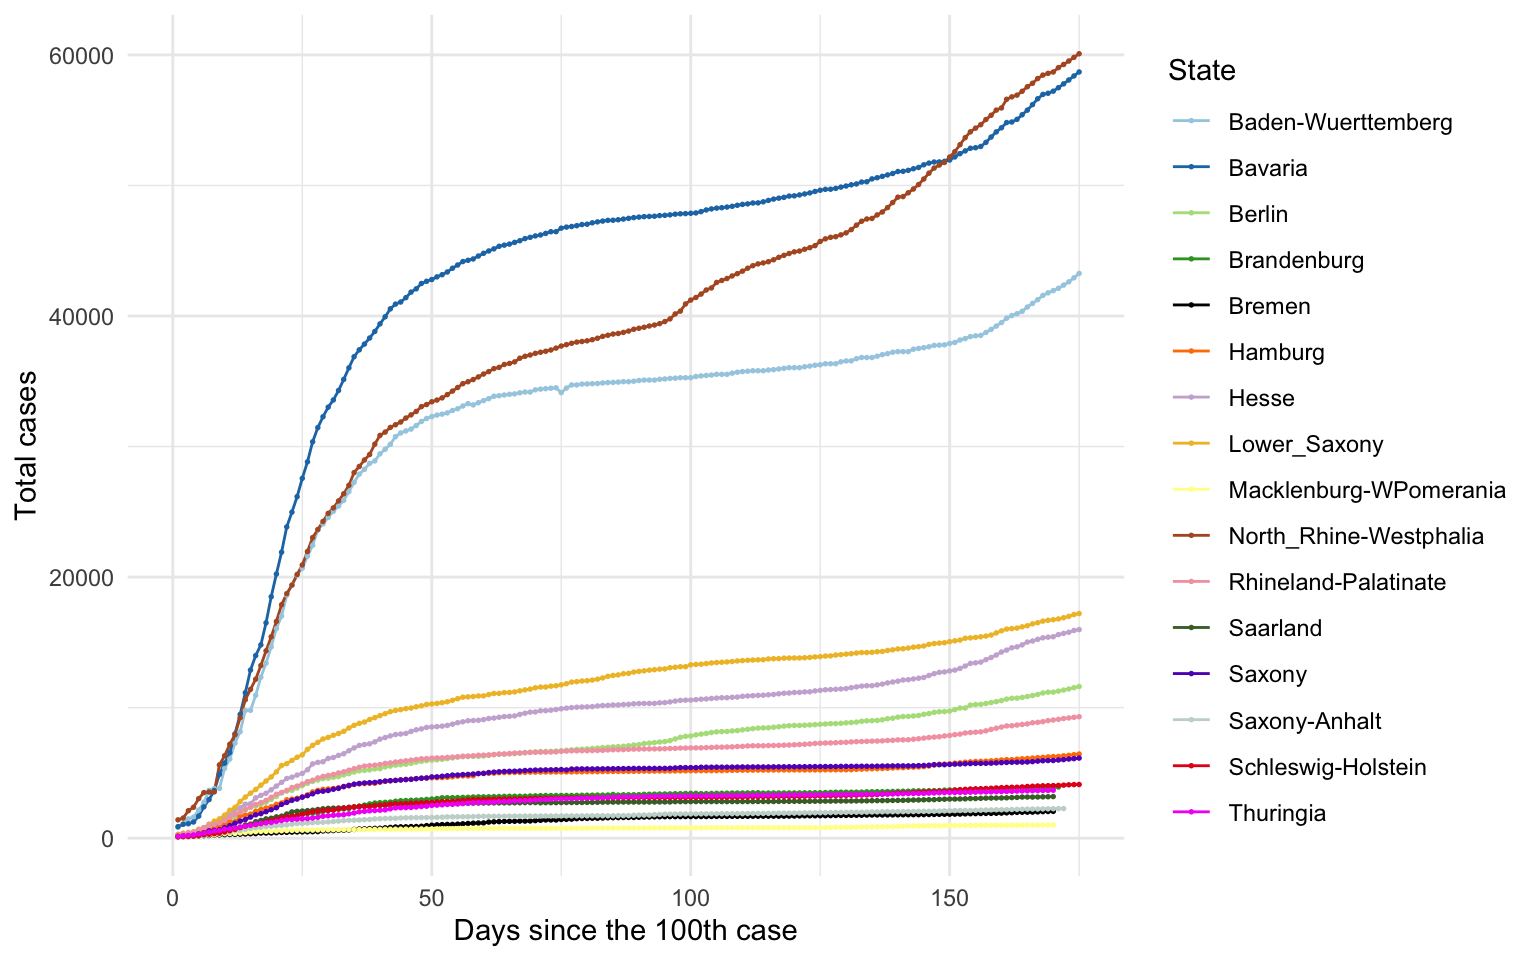 60000
40000
20000
0
Total cases
0
50
100
150
Days since the 100th case
State
Baden-Wuerttemberg
Bavaria
Berlin
Brandenburg
Bremen
Hamburg
Hesse
Lower_Saxony
Macklenburg-WPomerania
North_Rhine-Westphalia
Rhineland-Palatinate
Saarland
Saxony
Saxony-Anhalt
Schleswig-Holstein
Thuringia